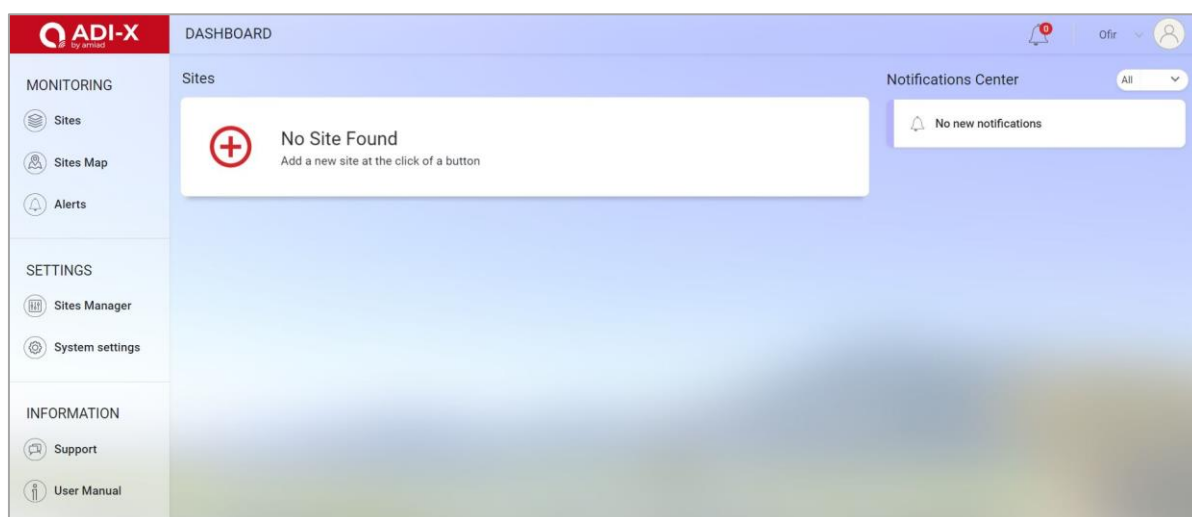 ADI-X
by amiad
DASHBOARD
0
Ofir
MONITORING
Sites
Sites Map
Alerts
SETTINGS
Sites Manager
System settings
INFORMATION
Support
User Manual
Sites
No Site Found
Add a new site at the click of a button
Notifications Center
All
No new notifications